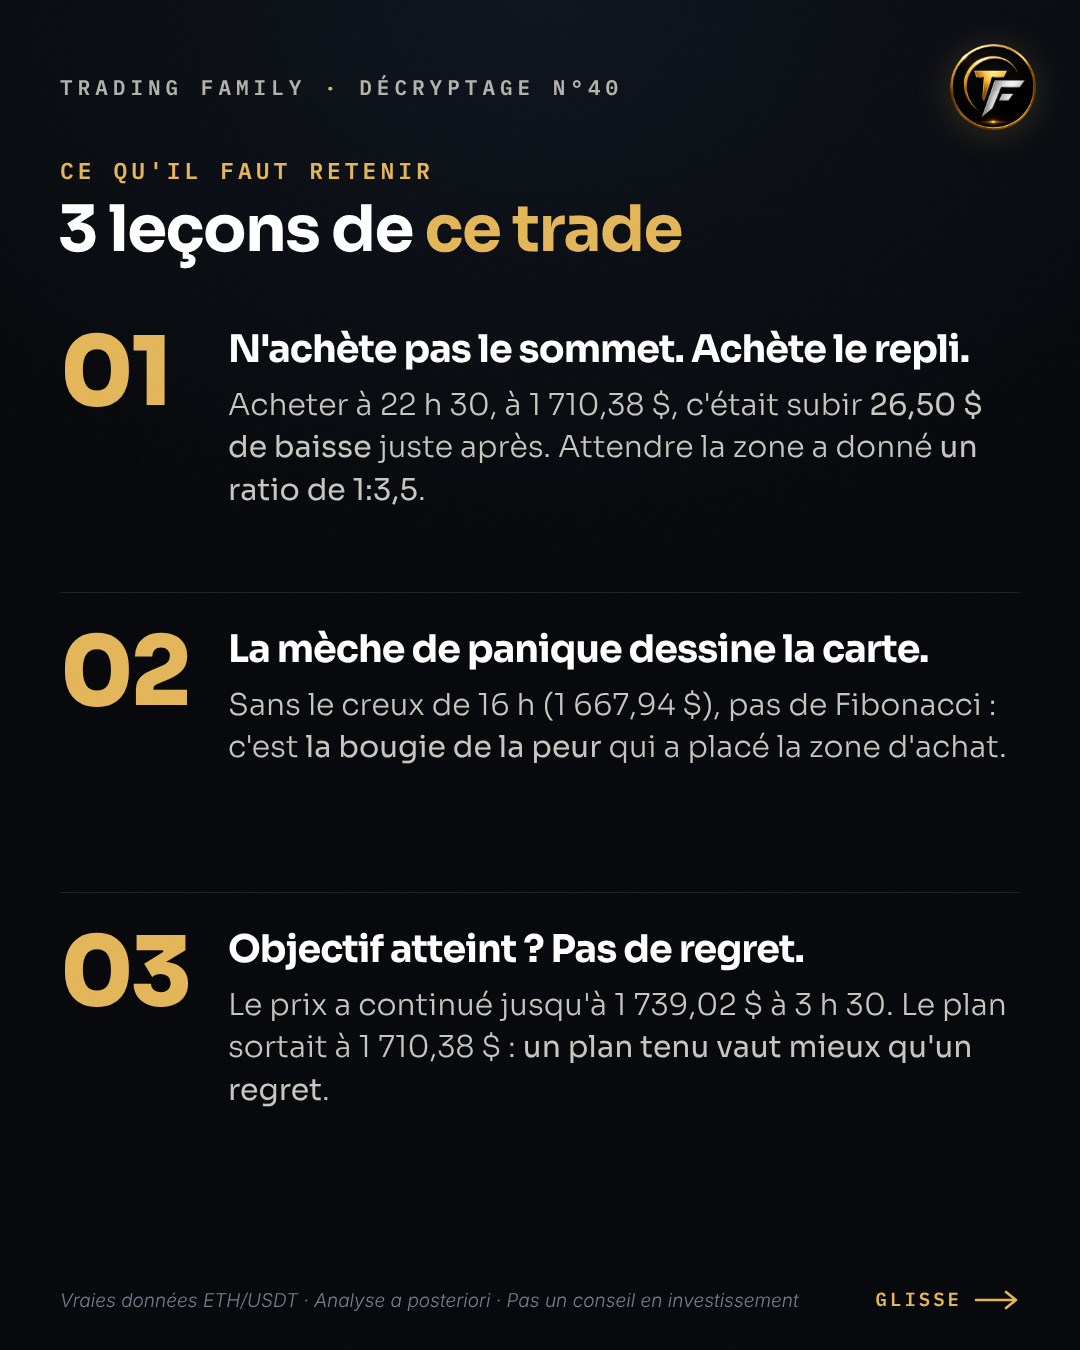 TRADING FAMILY · DÉCRYPTAGE N°40
TF
CE QU'IL FAUT RETENIR
3 leçons de ce trade
01
N'achète pas le sommet. Achète le repli.
Acheter à 22 h 30, à 1 710,38 $, c'était subir 26,50 $
de baisse juste après. Attendre la zone a donné un
ratio de 1:3,5.
02
La mèche de panique dessine la carte.
Sans le creux de 16 h (1 667,94 $), pas de Fibonacci :
c'est la bougie de la peur qui a placé la zone d'achat.
03
Objectif atteint ? Pas de regret.
Le prix a continué jusqu'à 1 739,02 $ à 3 h 30. Le plan
sortait à 1 710,38 $ : un plan tenu vaut mieux qu'un
regret.
Vraies données ETH/USDT · Analyse a posteriori · Pas un conseil en investissement
GLISSE